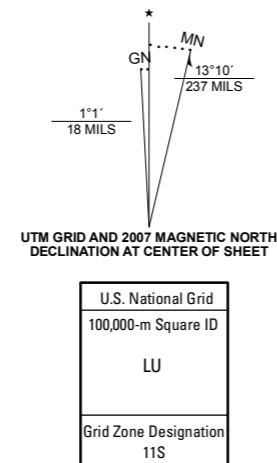 ★
MN
GN
13°10´
237 MILS
1°1´
18 MILS
UTM GRID AND 2007 MAGNETIC NORTH
DECLINATION AT CENTER OF SHEET
U.S. National Grid
100,000-m Square ID
LU
Grid Zone Designation
11S